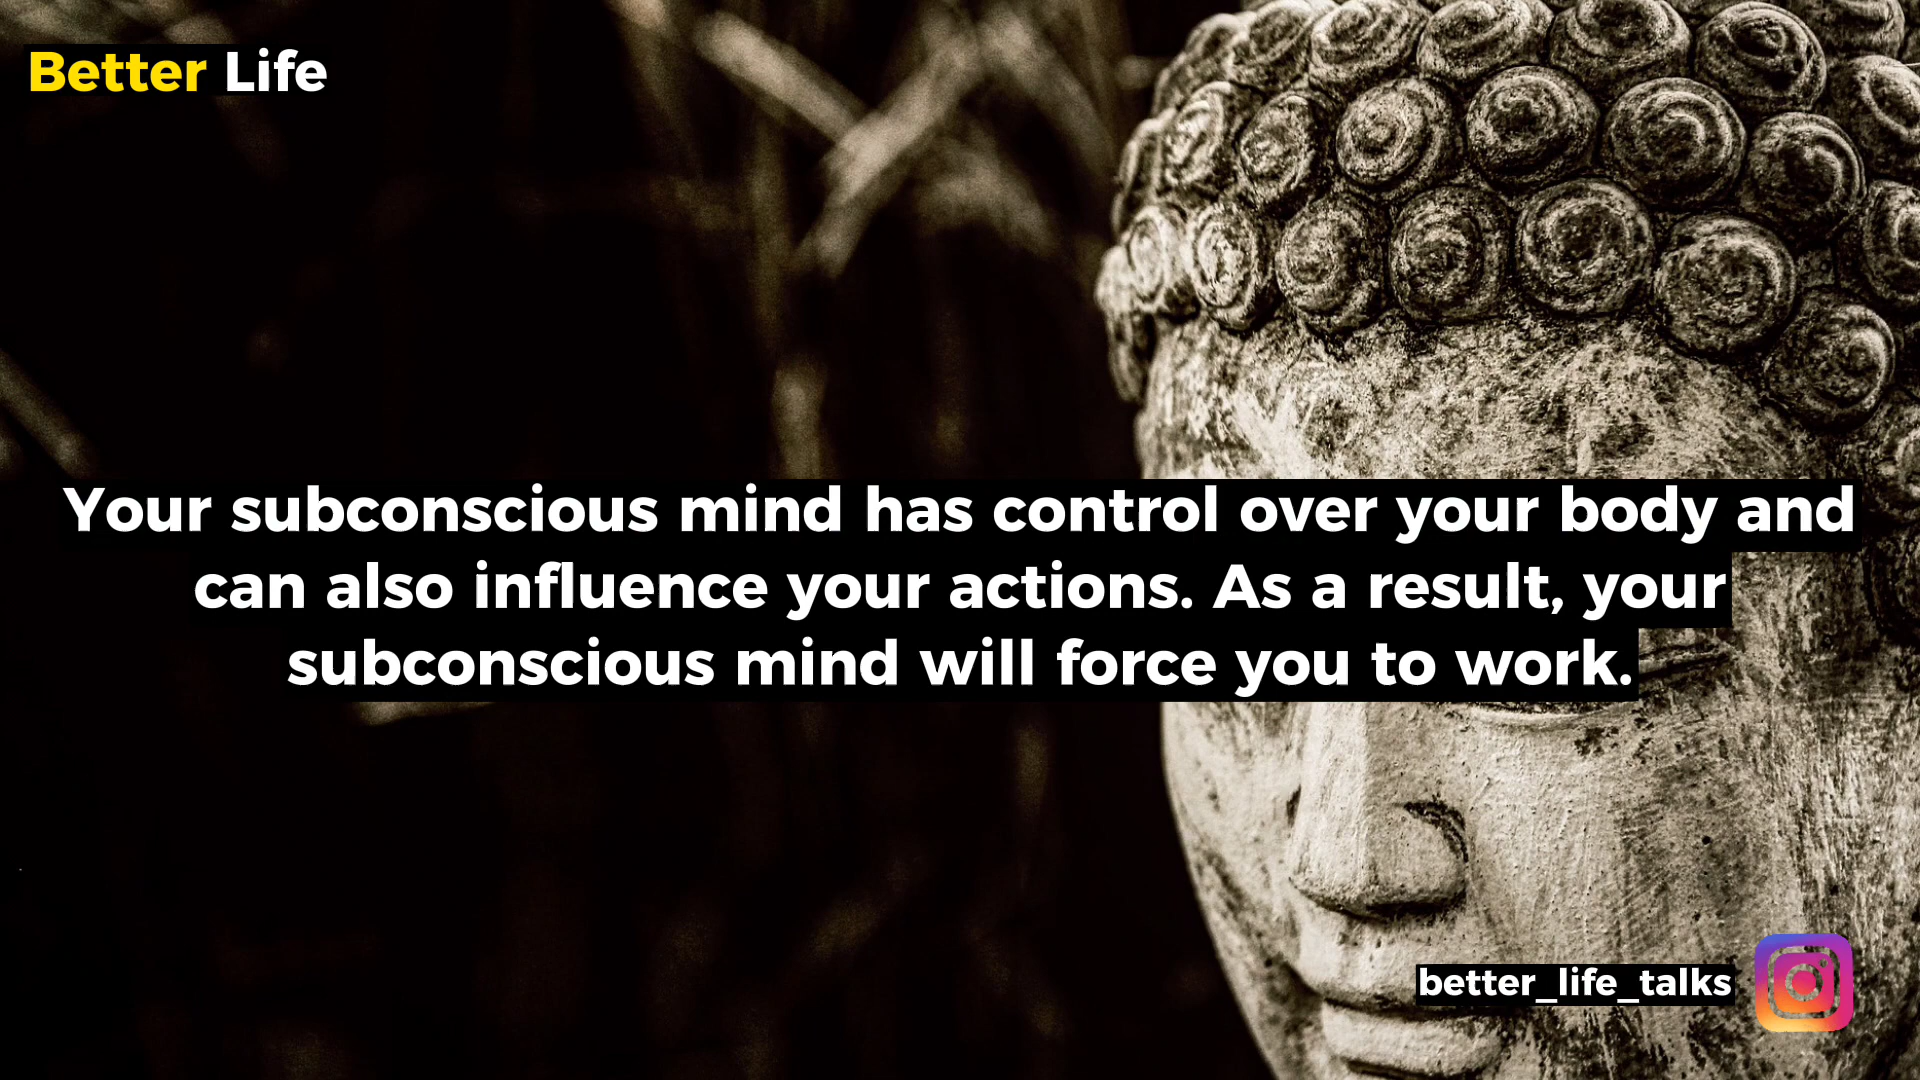 Better Life
Your subconscious mind has control over your body and
can also influence your actions. As a result, your
subconscious mind will force you to work.
better_life_talks